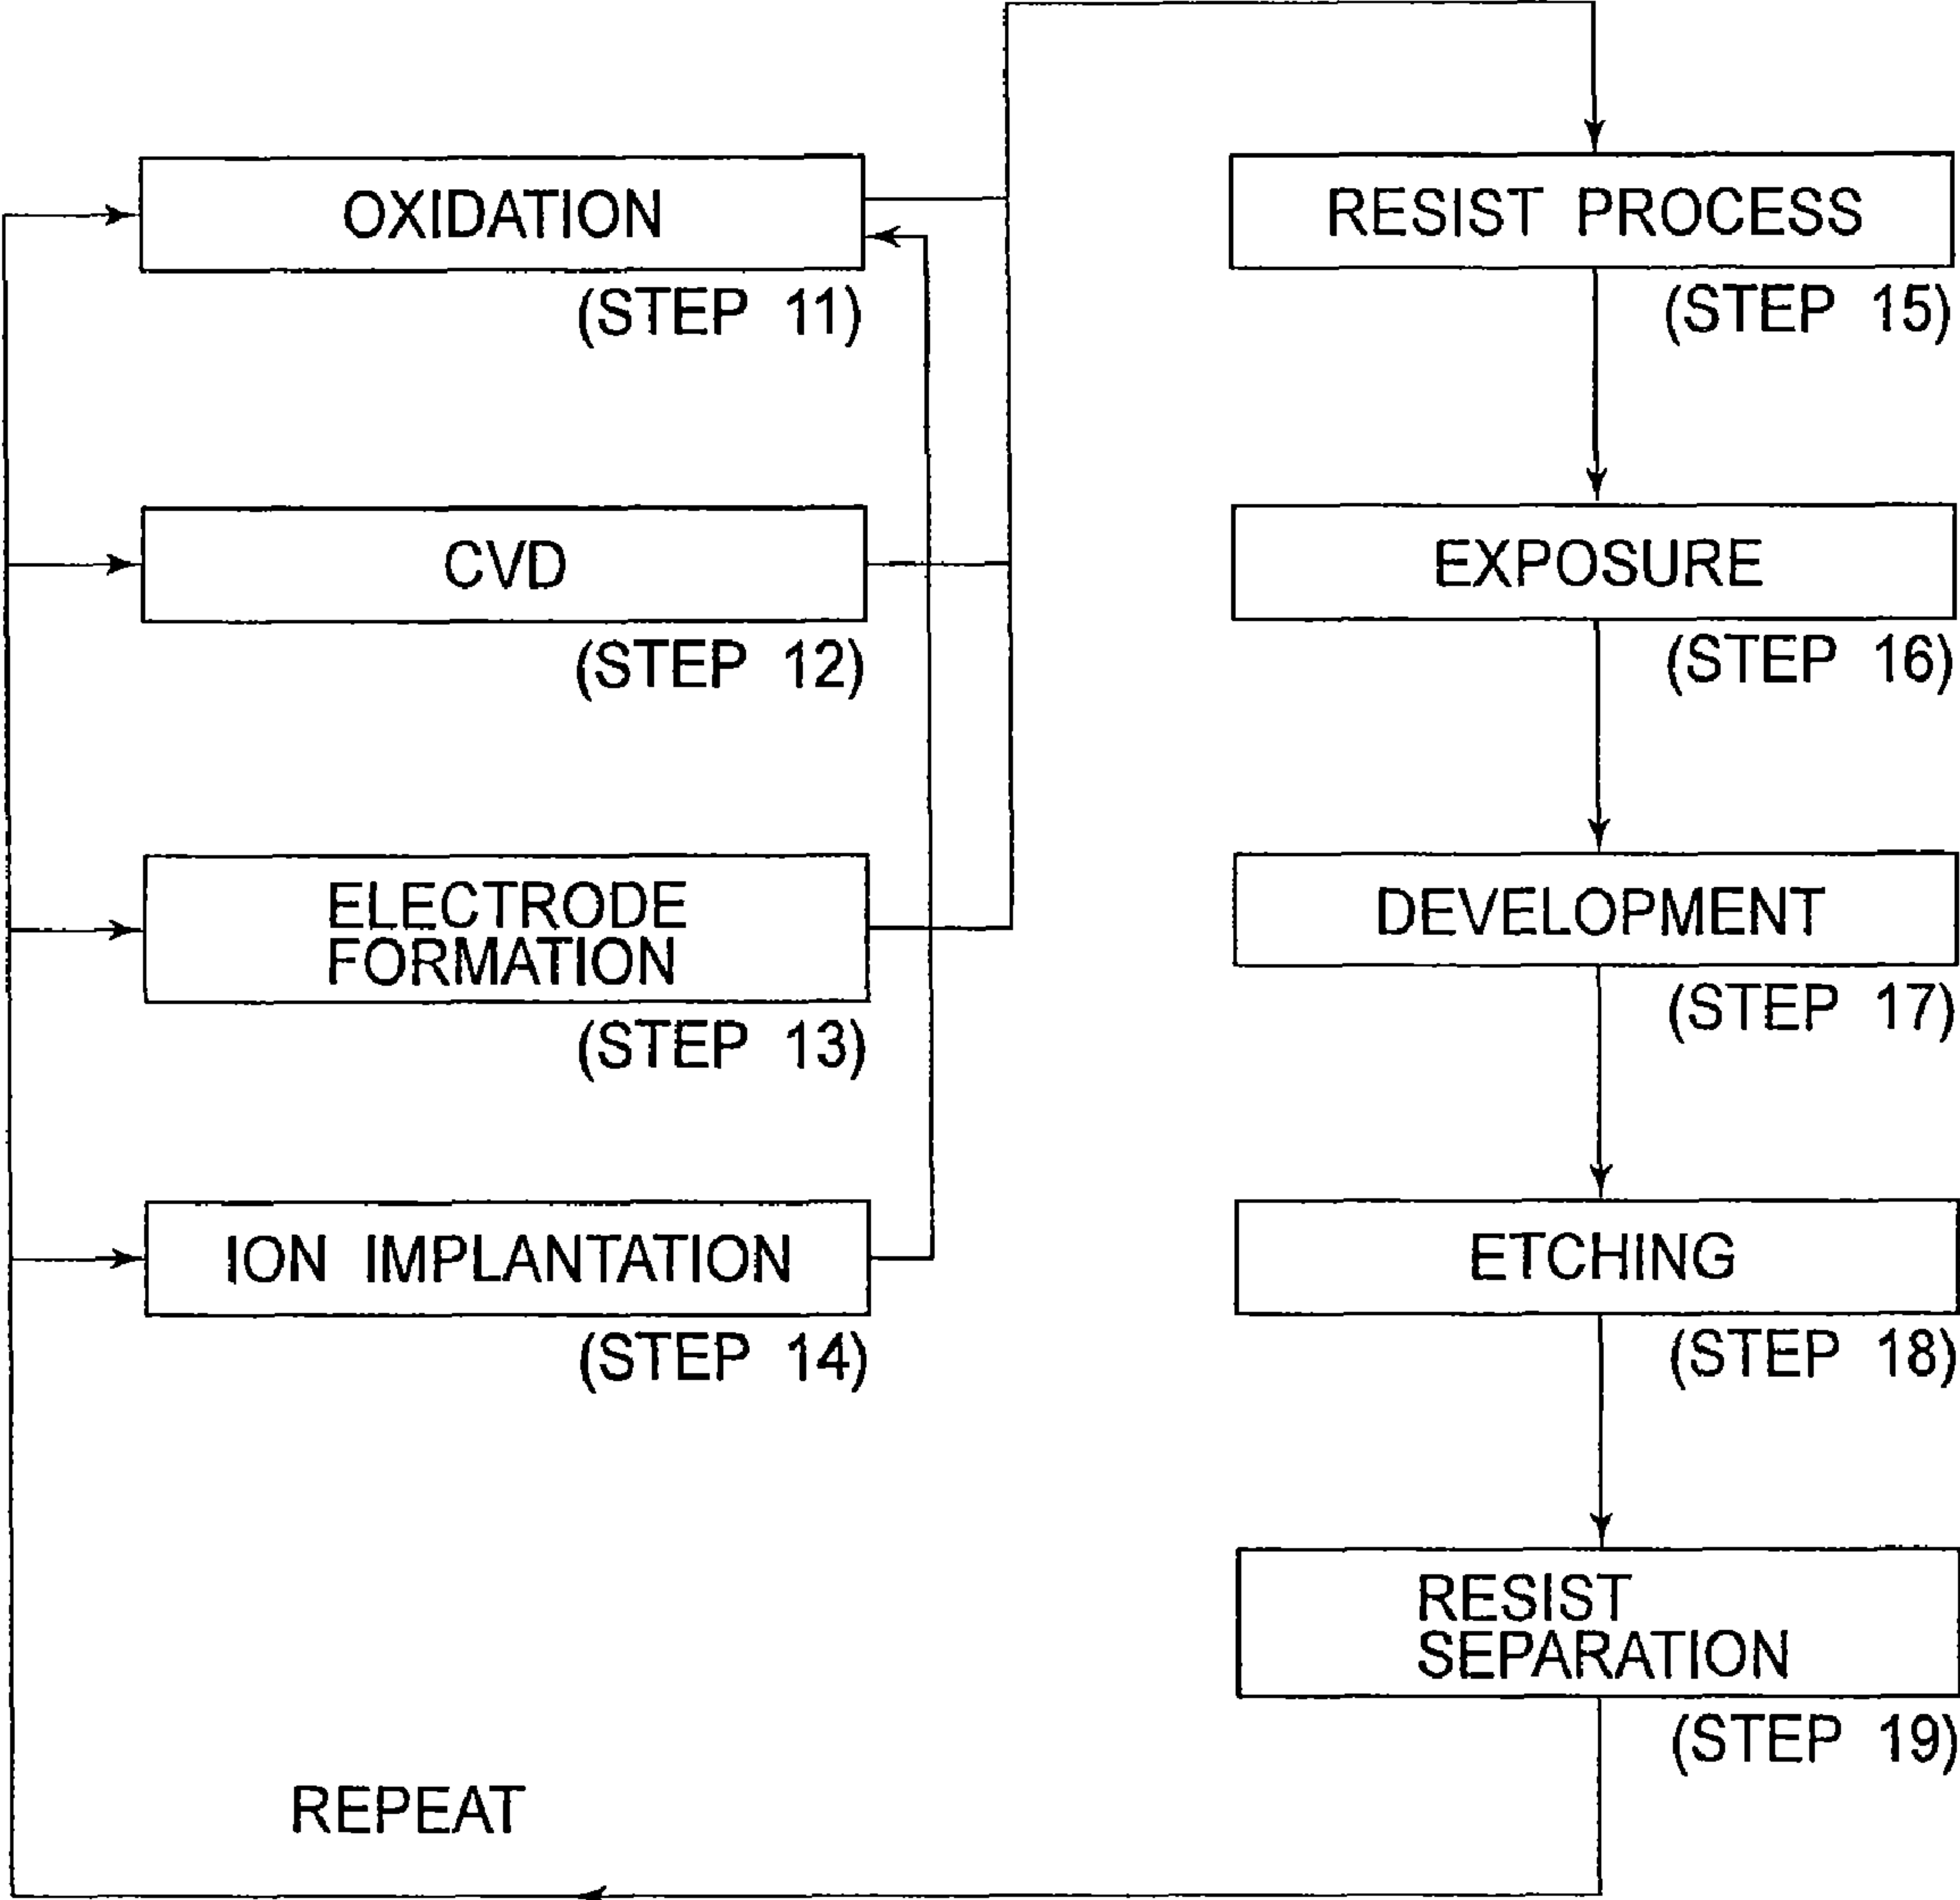 OXIDATION
(STEP 11)
CVD
(STEP 12)
ELECTRODE
FORMATION
(STEP 13)
ION IMPLANTATION
(STEP 14)
RESIST PROCESS
(STEP 15)
EXPOSURE
(STEP 16)
DEVELOPMENT
(STEP 17)
ETCHING
(STEP 18)
RESIST
SEPARATION
(STEP 19)
REPEAT